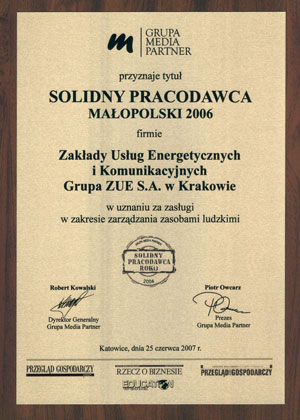 m GRUPA
MEDIA
PARTNER
przyznaje tytuł
SOLIDNY PRACODAWCA
MAŁOPOLSKI 2006
firmie
Zakłady Usług Energetycznych
i Komunikacyjnych
Grupa ZUE S.A. w Krakowie
w uznaniu za zasługi
w zakresie zarządzania zasobami ludzkimi
SOLIDNY
PRACODAWCA
ROKU
2006
Robert Kowalski
Dyrektor Generalny
Grupa Media Partner
Piotr Owcarz
Prezes
Grupa Media Partner
Katowice, dnia 25 czerwca 2007 r.
PRZEGLĄD GOSPODARCZY
RZECZ O BIZNESIE
EDUCATION
PRZEGLĄD GOSPODARCZY